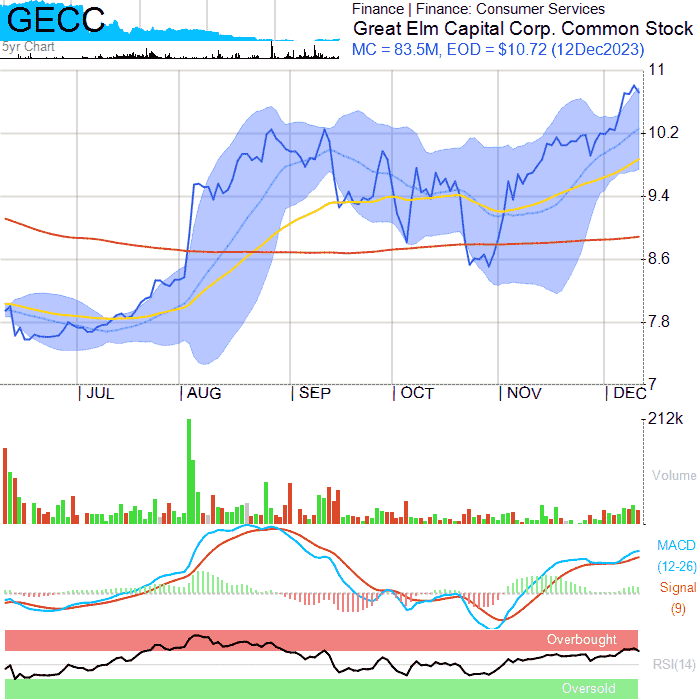 GECC
5yr Chart
Finance | Finance: Consumer Services
Great Elm Capital Corp. Common Stock
MC = 83.5M, EOD = $10.72 (12Dec2023)
11
10.2
9.4
8.6
7.8
7
| JUL | AUG | SEP | OCT | NOV | DEC
212k
Volume
MACD
(12-26)
Signal
(9)
Overbought
RSI(14)
Oversold